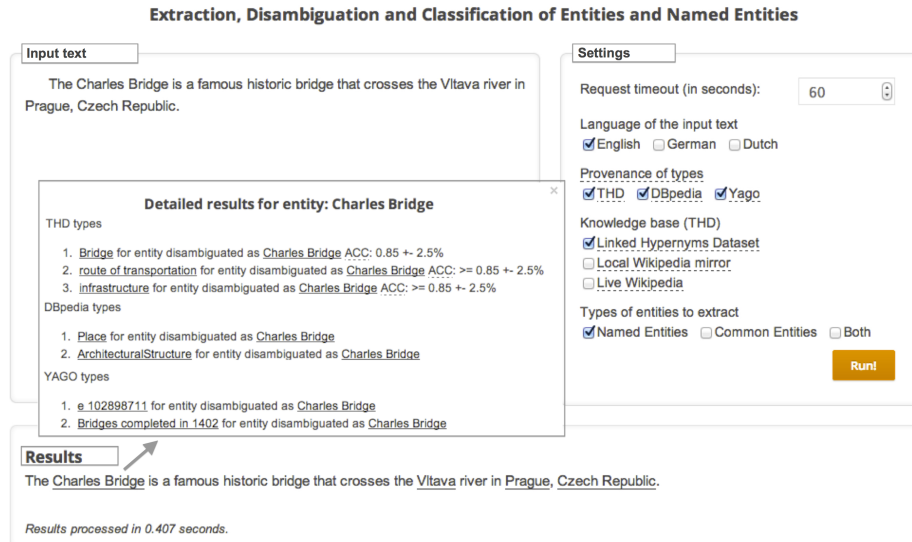 Extraction, Disambiguation and Classification of Entities and Named Entities
Input text
The Charles Bridge is a famous historic bridge that crosses the Vltava river in
Prague, Czech Republic.
Settings
Request timeout (in seconds): 60
Language of the input text
English German Dutch
Provenance of types
THD DBpedia Yago
Knowledge base (THD)
Linked Hypernyms Dataset
Local Wikipedia mirror
Live Wikipedia
Types of entities to extract
Named Entities Common Entities Both
Run!
×
Detailed results for entity: Charles Bridge
THD types
1. Bridge for entity disambiguated as Charles Bridge ACC: 0.85 +- 2.5%
2. route of transportation for entity disambiguated as Charles Bridge ACC: >= 0.85 +- 2.5%
3. infrastructure for entity disambiguated as Charles Bridge ACC: >= 0.85 +- 2.5%
DBpedia types
1. Place for entity disambiguated as Charles Bridge
2. ArchitecturalStructure for entity disambiguated as Charles Bridge
YAGO types
1. e 102898711 for entity disambiguated as Charles Bridge
2. Bridges completed in 1402 for entity disambiguated as Charles Bridge
Results
The Charles Bridge is a famous historic bridge that crosses the Vltava river in Prague, Czech Republic.
Results processed in 0.407 seconds.